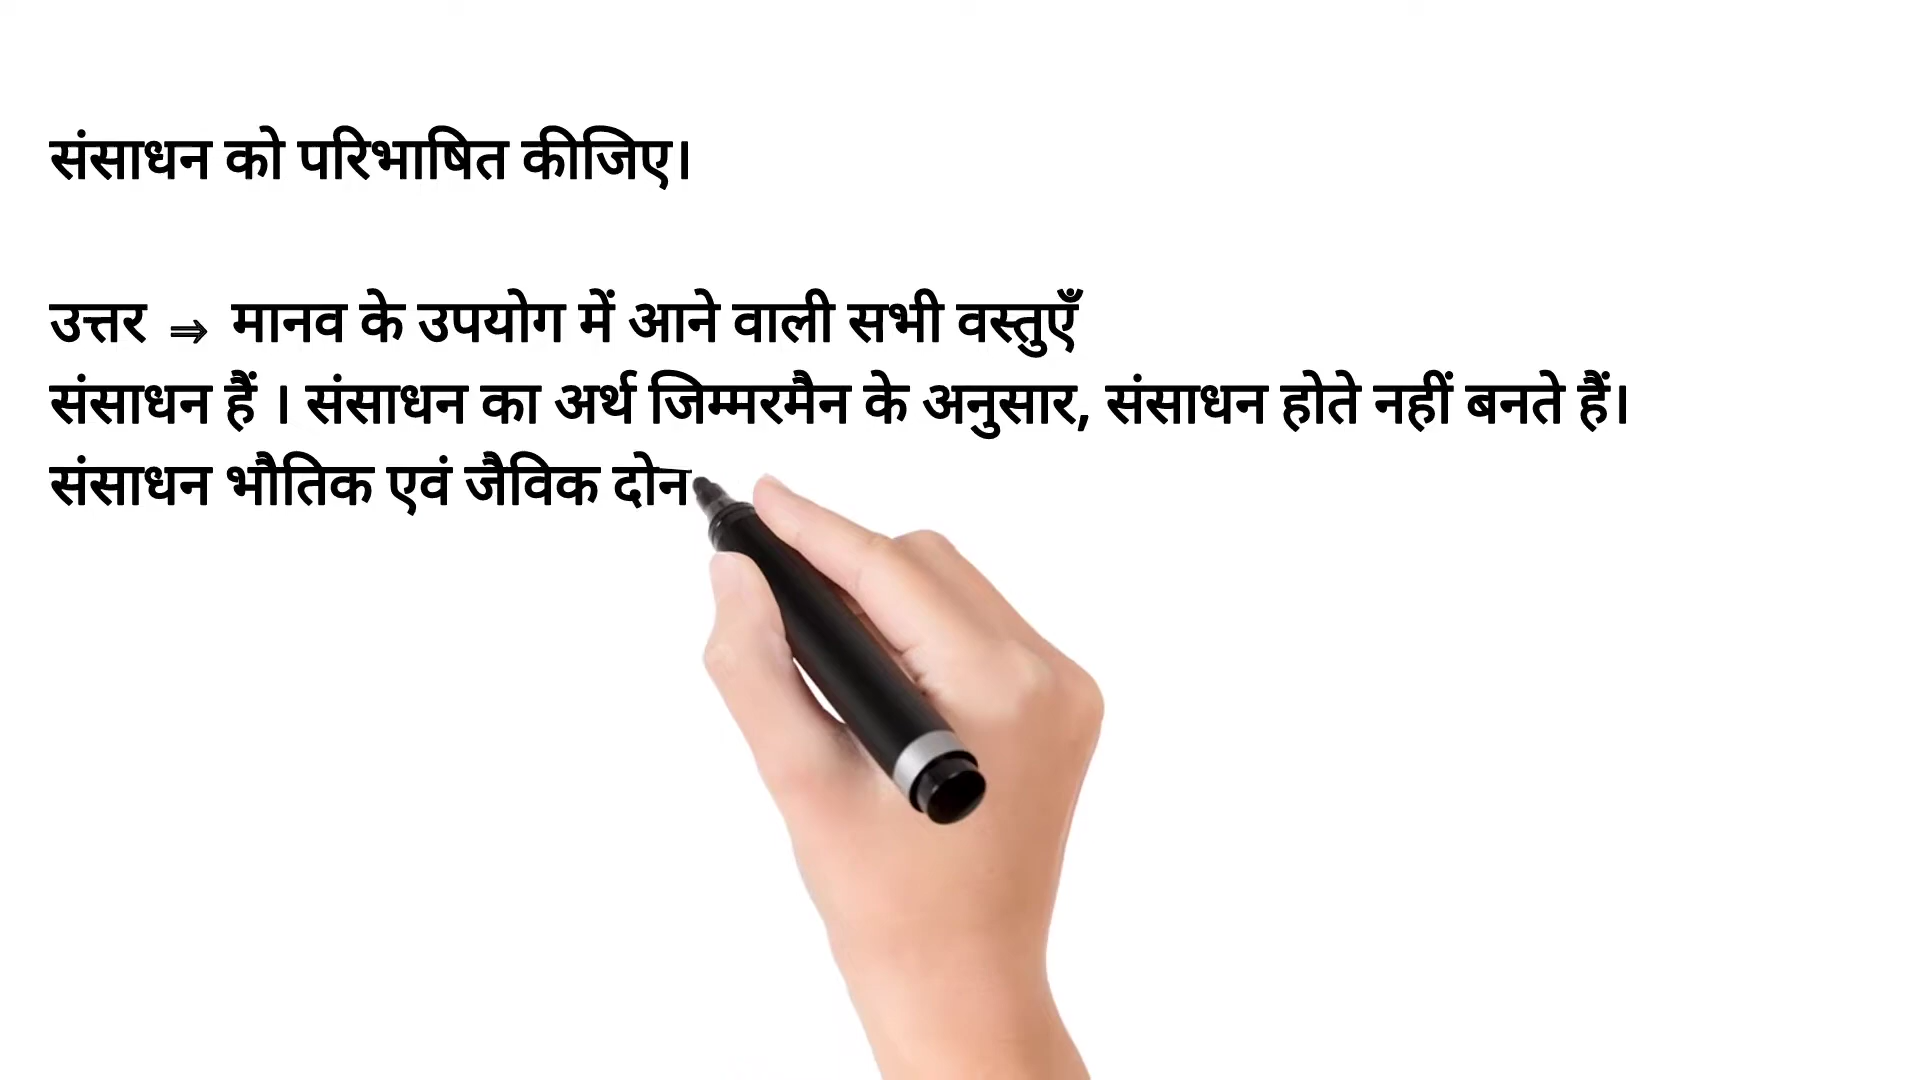 संसाधन को परिभाषित कीजिए।
उत्तर ⇒ मानव के उपयोग में आने वाली सभी वस्तुएँ
संसाधन हैं । संसाधन का अर्थ जिम्मरमैन के अनुसार, संसाधन होते नहीं बनते हैं।
संसाधन भौतिक एवं जैविक दोन